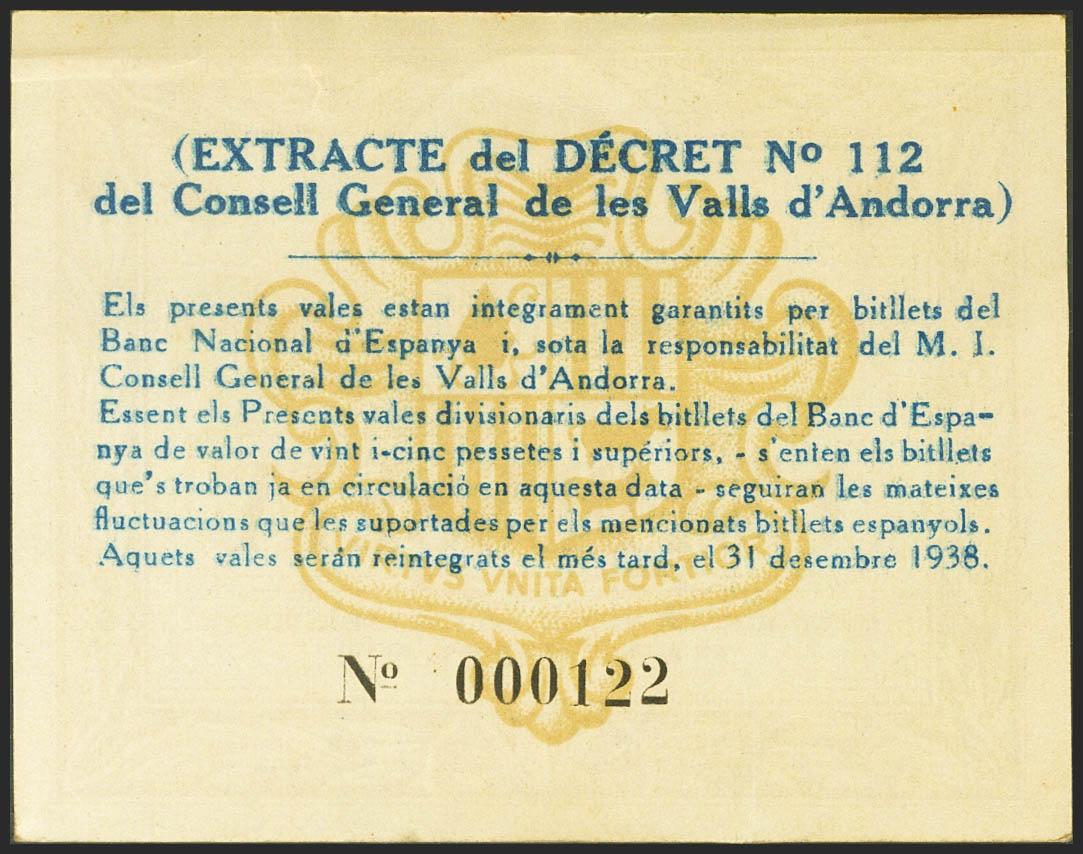 (EXTRACTE del DÉCRET Nº 112
del Consell General de les Valls d'Andorra)
Els presents vales estan integrament garantits per bitllets del
Banc Nacional d'Espanya i, sota la responsabilitat del M. I.
Consell General de les Valls d'Andorra.
Essent els Presents vales divisionaris dels bitllets del Banc d'Espa-
nya de valor de vint i-cinc pessetes i supériors, - s'enten els bitllets
que's troban ja en circulació en aquesta data - seguiran les mateixes
fluctuacions que les suportades per els mencionats bitllets espanyols.
Aquets vales serán reintegrats el més tard, el 31 desembre 1938.
VIRTVS VNITA FORTIOR
Nº 000122